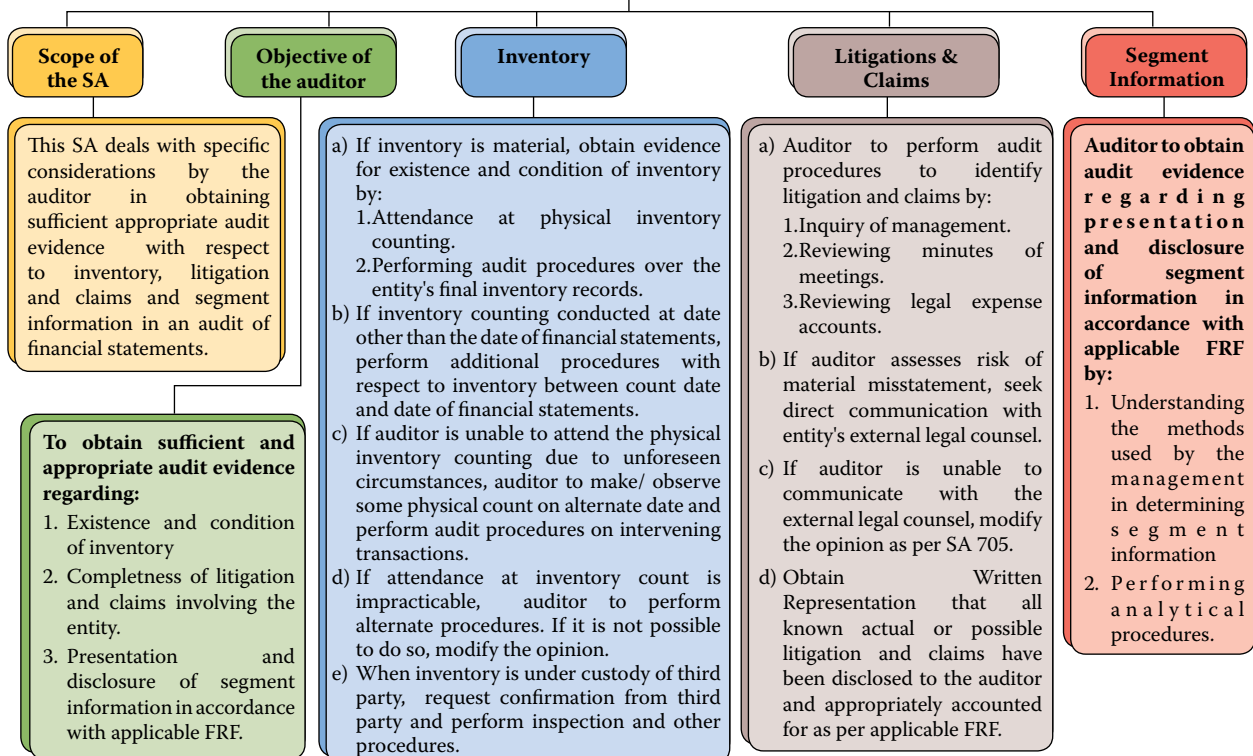 Scope of
the SA
This SA deals with specific
considerations by the
auditor in obtaining
sufficient appropriate audit
evidence with respect
to inventory, litigation
and claims and segment
information in an audit of
financial statements.
Objective of
the auditor
To obtain sufficient and
appropriate audit evidence
regarding:
1. Existence and condition
of inventory
2. Completness of litigation
and claims involving the
entity.
3. Presentation and
disclosure of segment
information in accordance
with applicable FRF.
Inventory
a) If inventory is material, obtain evidence
for existence and condition of inventory
by:
1.Attendance at physical inventory
counting.
2.Performing audit procedures over the
entity's final inventory records.
b) If inventory counting conducted at date
other than the date of financial statements,
perform additional procedures with
respect to inventory between count date
and date of financial statements.
c) If auditor is unable to attend the physical
inventory counting due to unforeseen
circumstances, auditor to make/ observe
some physical count on alternate date and
perform audit procedures on intervening
transactions.
d) If attendance at inventory count is
impracticable, auditor to perform
alternate procedures. If it is not possible
to do so, modify the opinion.
e) When inventory is under custody of third
party, request confirmation from third
party and perform inspection and other
procedures.
Litigations &
Claims
a) Auditor to perform audit
procedures to identify
litigation and claims by:
1.Inquiry of management.
2.Reviewing minutes of
meetings.
3.Reviewing legal expense
accounts.
b) If auditor assesses risk of
material misstatement, seek
direct communication with
entity's external legal counsel.
c) If auditor is unable to
communicate with the
external legal counsel, modify
the opinion as per SA 705.
d) Obtain Written
Representation that all
known actual or possible
litigation and claims have
been disclosed to the auditor
and appropriately accounted
for as per applicable FRF.
Segment
Information
Auditor to obtain
audit evidence
regarding
presentation
and disclosure
of segment
information in
accordance with
applicable FRF
by:
1. Understanding
the methods
used by the
management
in determining
segment
information
2. Performing
analytical
procedures.